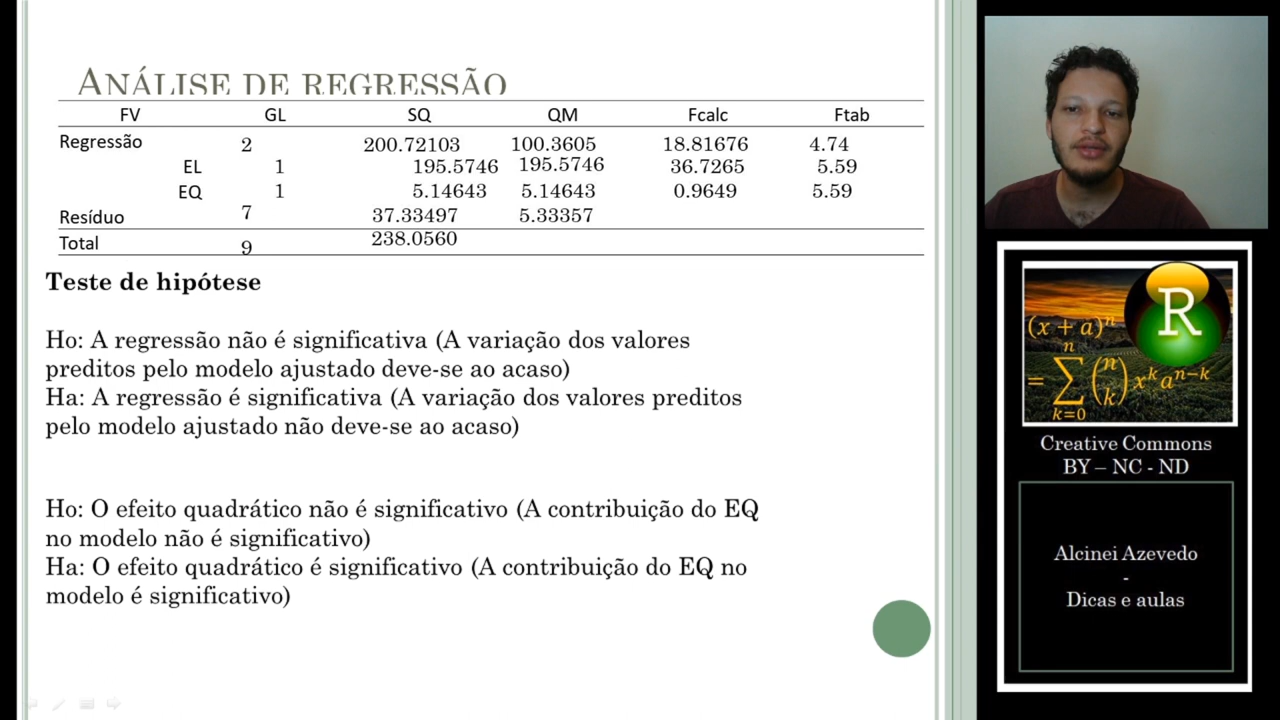 ANÁLISE DE REGRESSÃO
FV GL SQ QM Fcalc Ftab
Regressão 2 200.72103 100.3605 18.81676 4.74
EL 1 195.5746 195.5746 36.7265 5.59
EQ 1 5.14643 5.14643 0.9649 5.59
Resíduo 7 37.33497 5.33357
Total 9 238.0560
Teste de hipótese
Ho: A regressão não é significativa (A variação dos valores
preditos pelo modelo ajustado deve-se ao acaso)
Ha: A regressão é significativa (A variação dos valores preditos
pelo modelo ajustado não deve-se ao acaso)
Ho: O efeito quadrático não é significativo (A contribuição do EQ
no modelo não é significativo)
Ha: O efeito quadrático é significativo (A contribuição do EQ no
modelo é significativo)
R
(x + a)^n
n
= ∑ (n k) x^k a^{n-k}
k=0
Creative Commons
BY – NC - ND
Alcinei Azevedo
-
Dicas e aulas